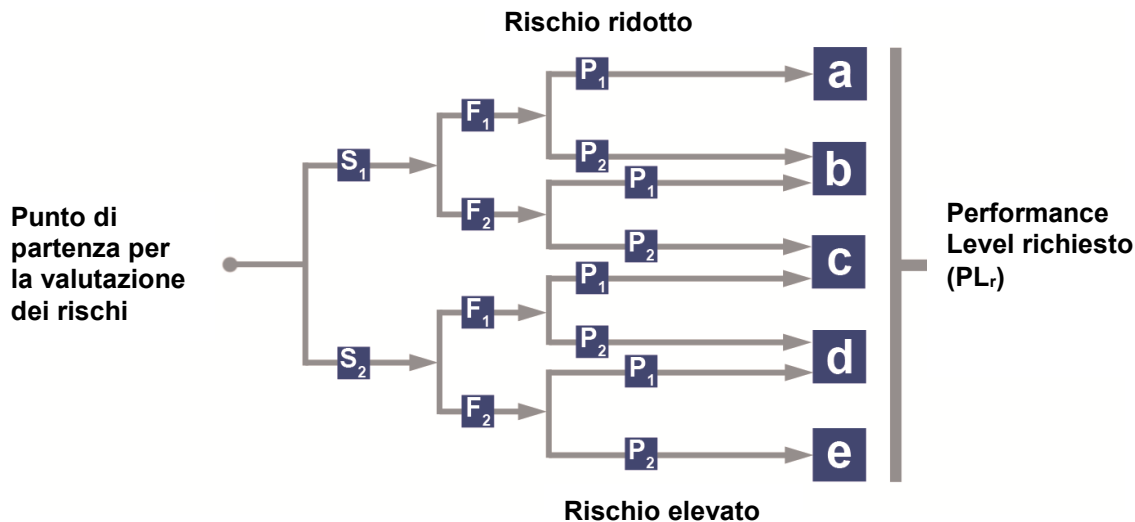 Rischio ridotto
P1
a
F1
P2
b
S1
P1
F2
P2
c
Punto di
partenza per
la valutazione
dei rischi
Performance
Level richiesto
(PLr)
P1
F1
P2
d
S2
P1
F2
P2
e
Rischio elevato